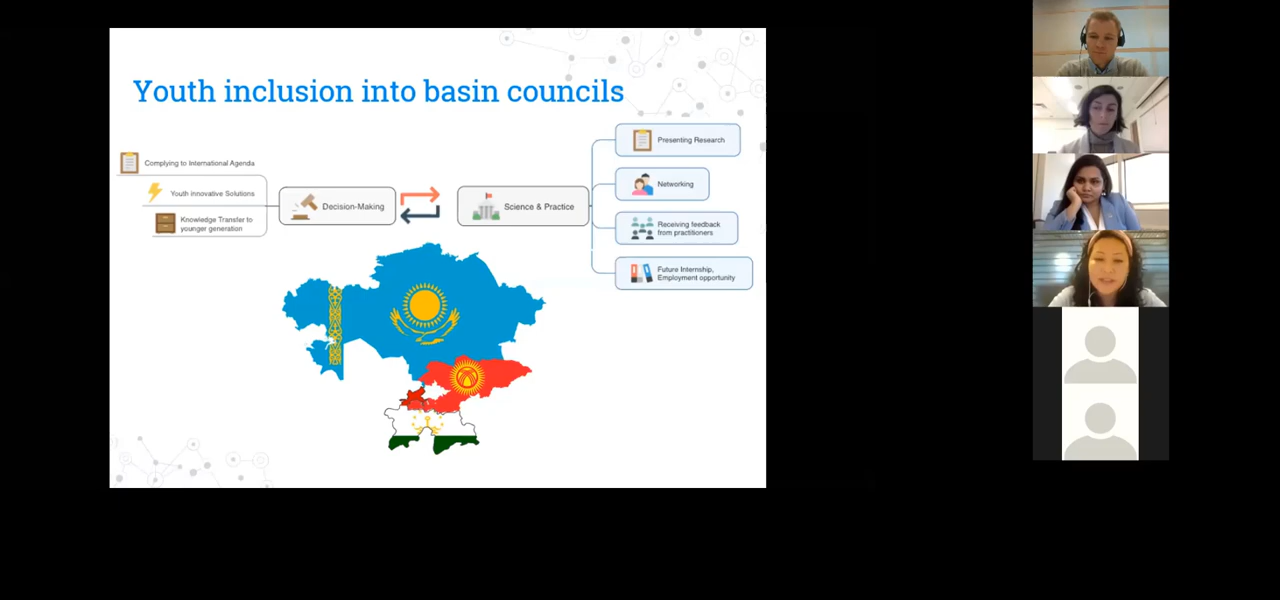 Youth inclusion into basin councils
Complying to International Agenda
Youth innovative Solutions
Knowledge Transfer to
younger generation
Decision-Making
Science & Practice
Presenting Research
Networking
Receiving feedback
from practitioners
Future Internship,
Employment opportunity